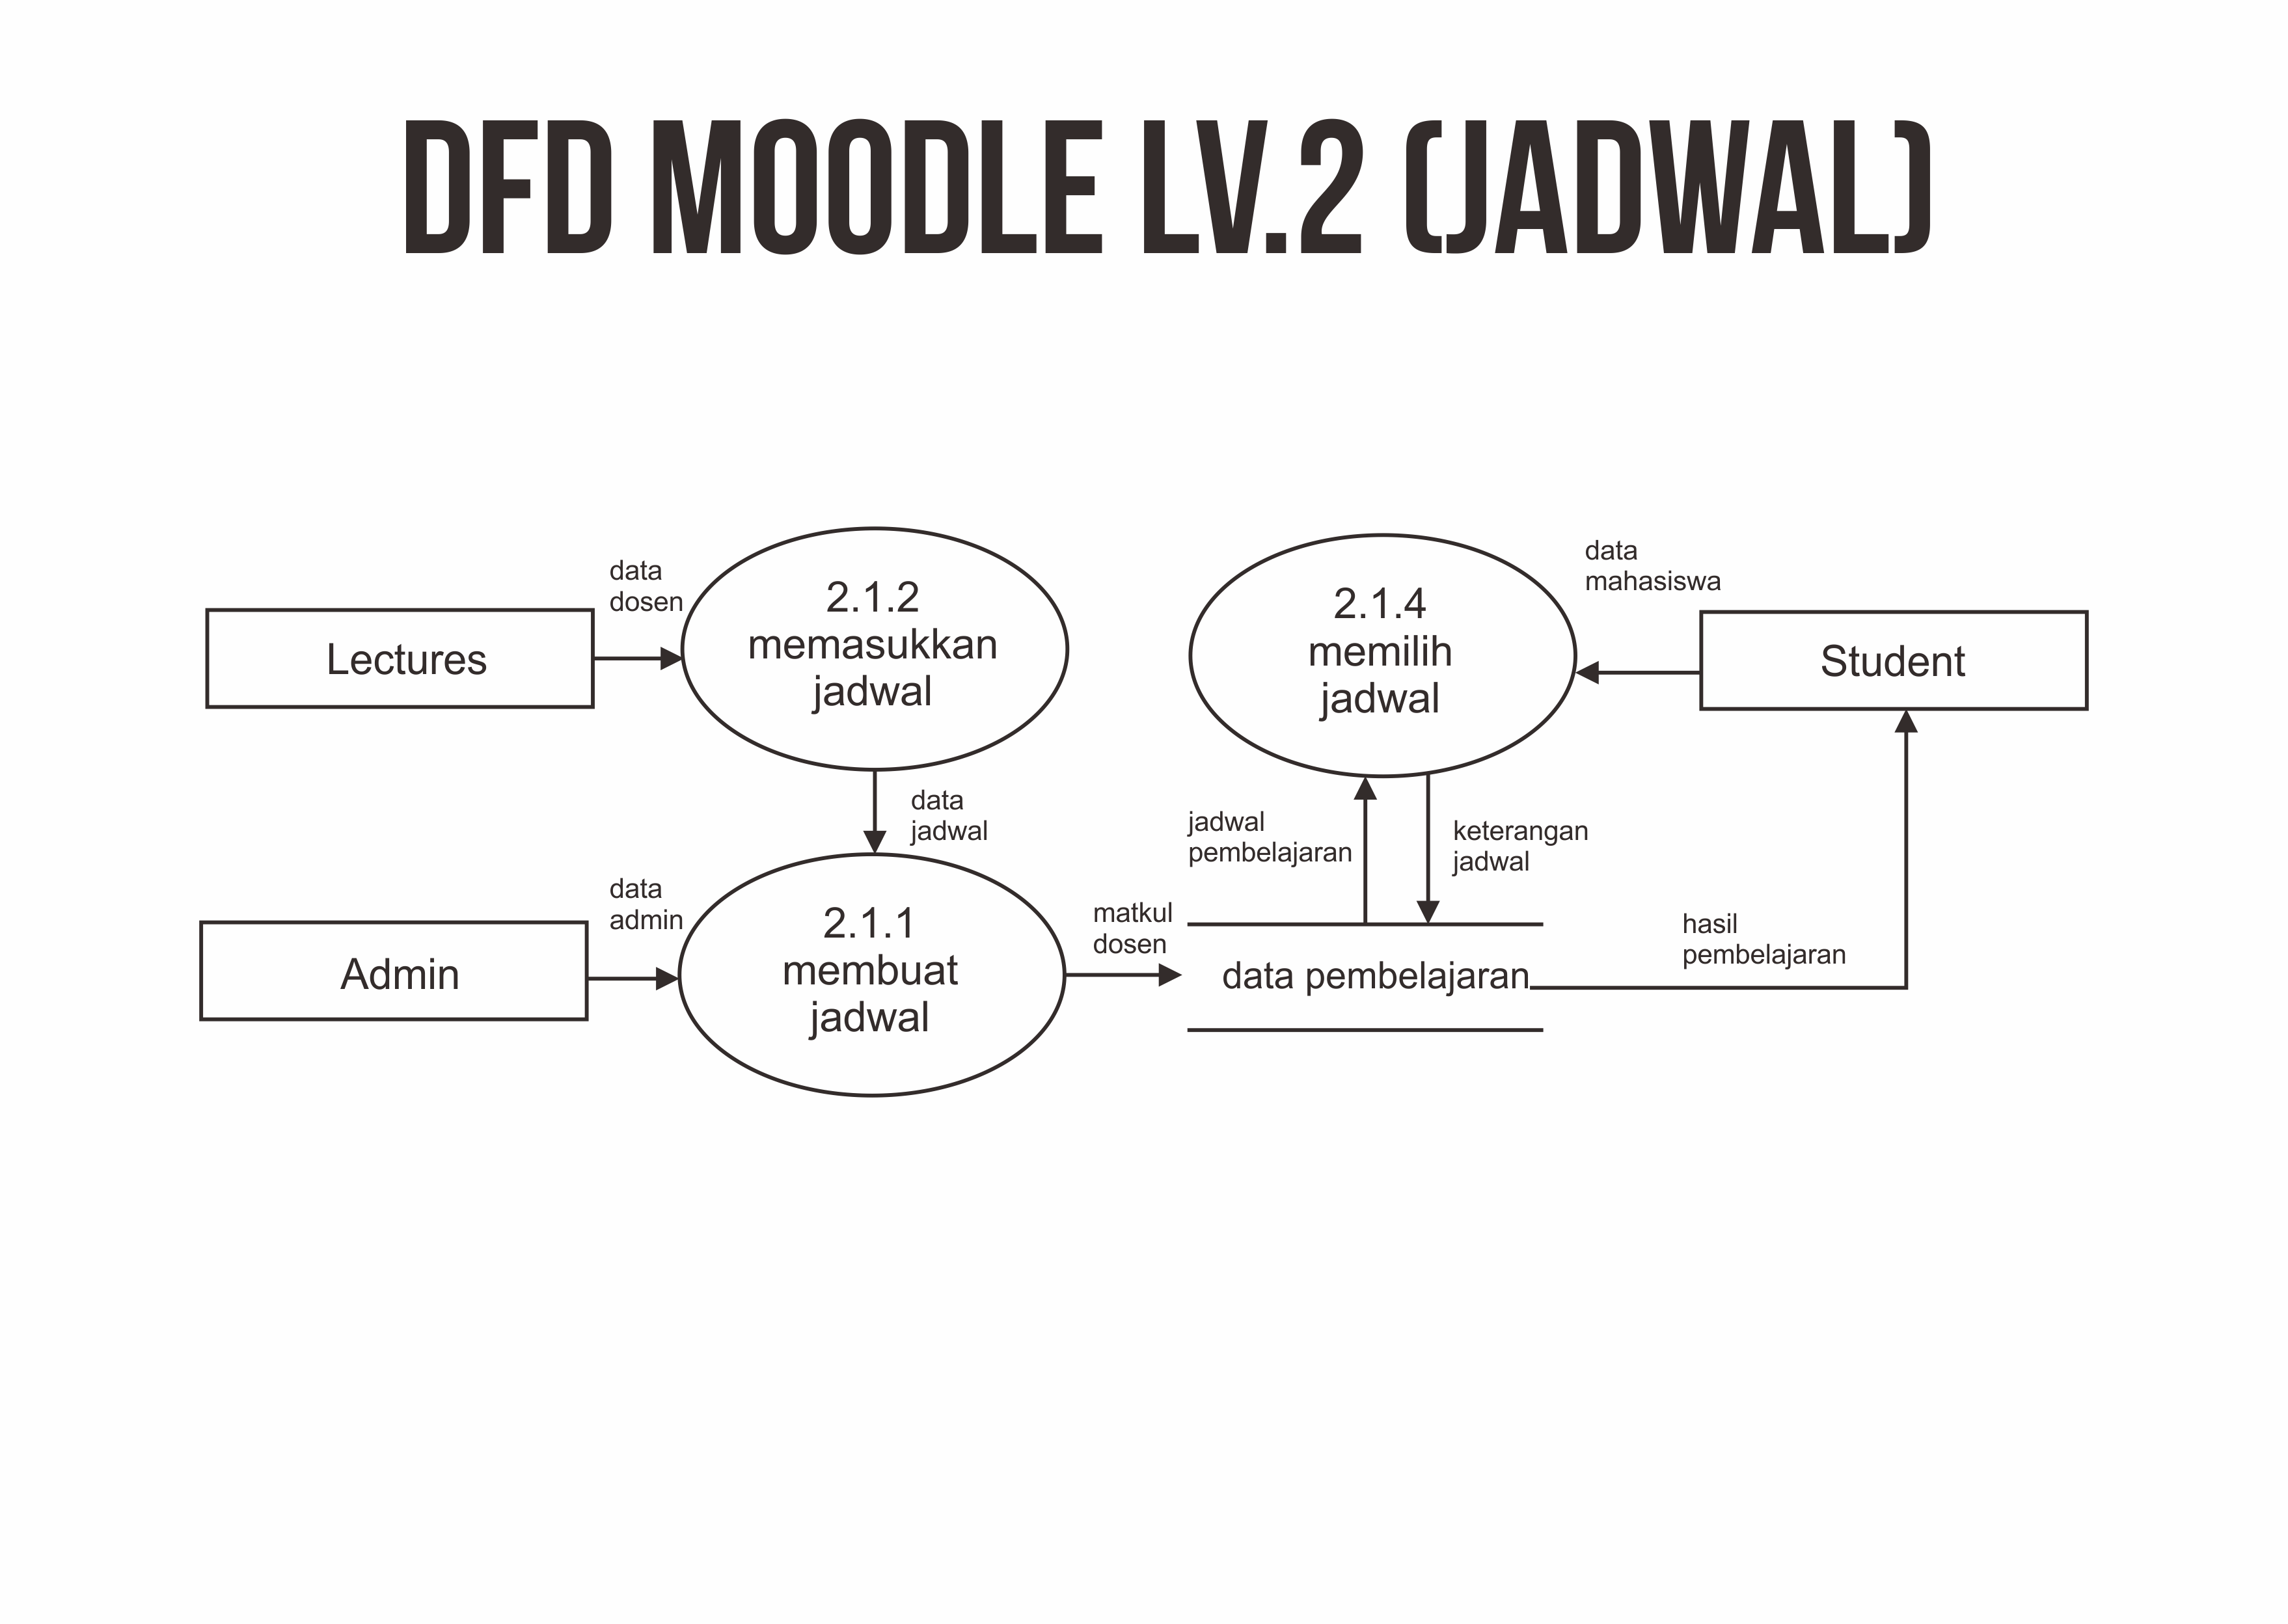 DFD MOODLE LV.2 (JADWAL)
data
dosen
Lectures
2.1.2
memasukkan
jadwal
2.1.4
memilih
jadwal
data
mahasiswa
Student
data
jadwal
jadwal
pembelajaran
keterangan
jadwal
data
admin
Admin
2.1.1
membuat
jadwal
matkul
dosen
data pembelajaran
hasil
pembelajaran